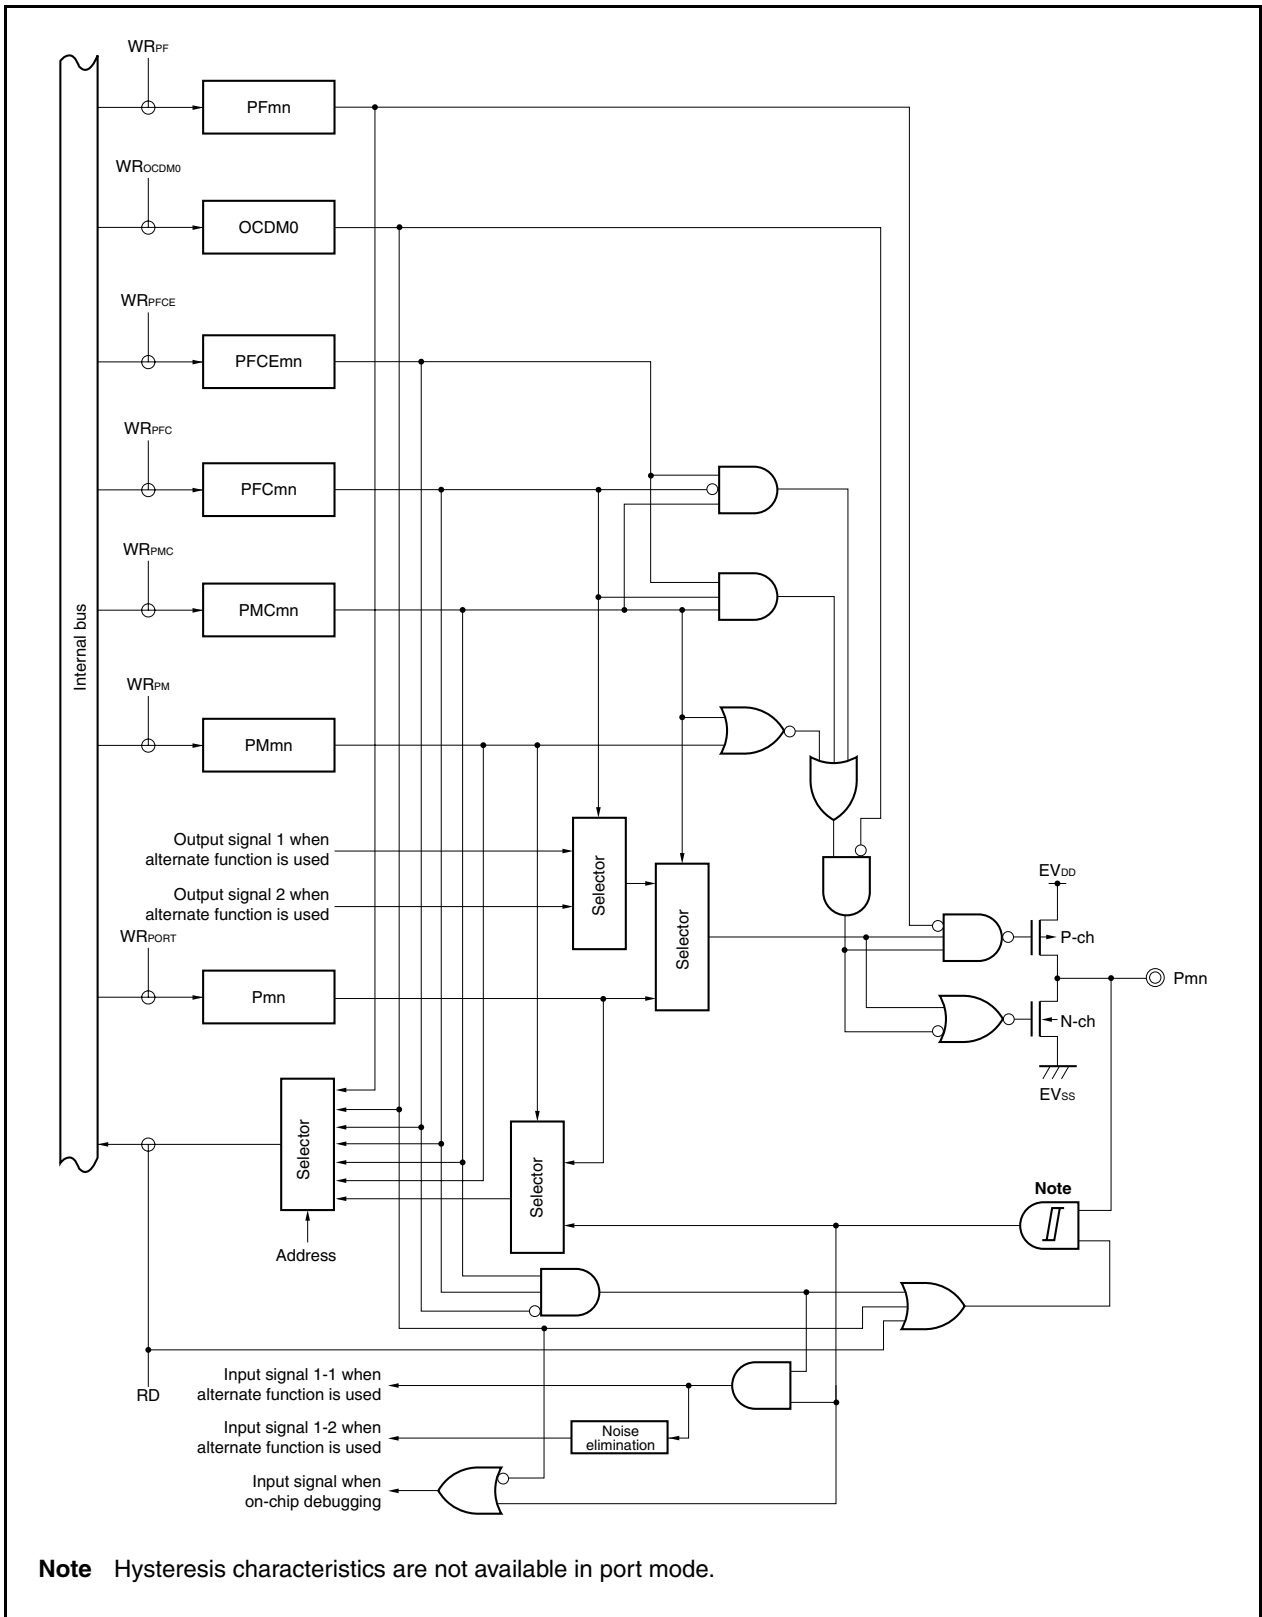 WRPF
PFmn
WROCDM0
OCDM0
WRPFCE
PFCEmn
WRPFC
PFCmn
WRPMC
PMCmn
Internal bus
WRPM
PMmn
Output signal 1 when
alternate function is used
Output signal 2 when
alternate function is used
Selector
Selector
WRPORT
Pmn
EVDD
P-ch
Pmn
N-ch
EVSS
Selector
Selector
Address
Note
RD
Input signal 1-1 when
alternate function is used
Input signal 1-2 when
alternate function is used
Noise
elimination
Input signal when
on-chip debugging
Note Hysteresis characteristics are not available in port mode.